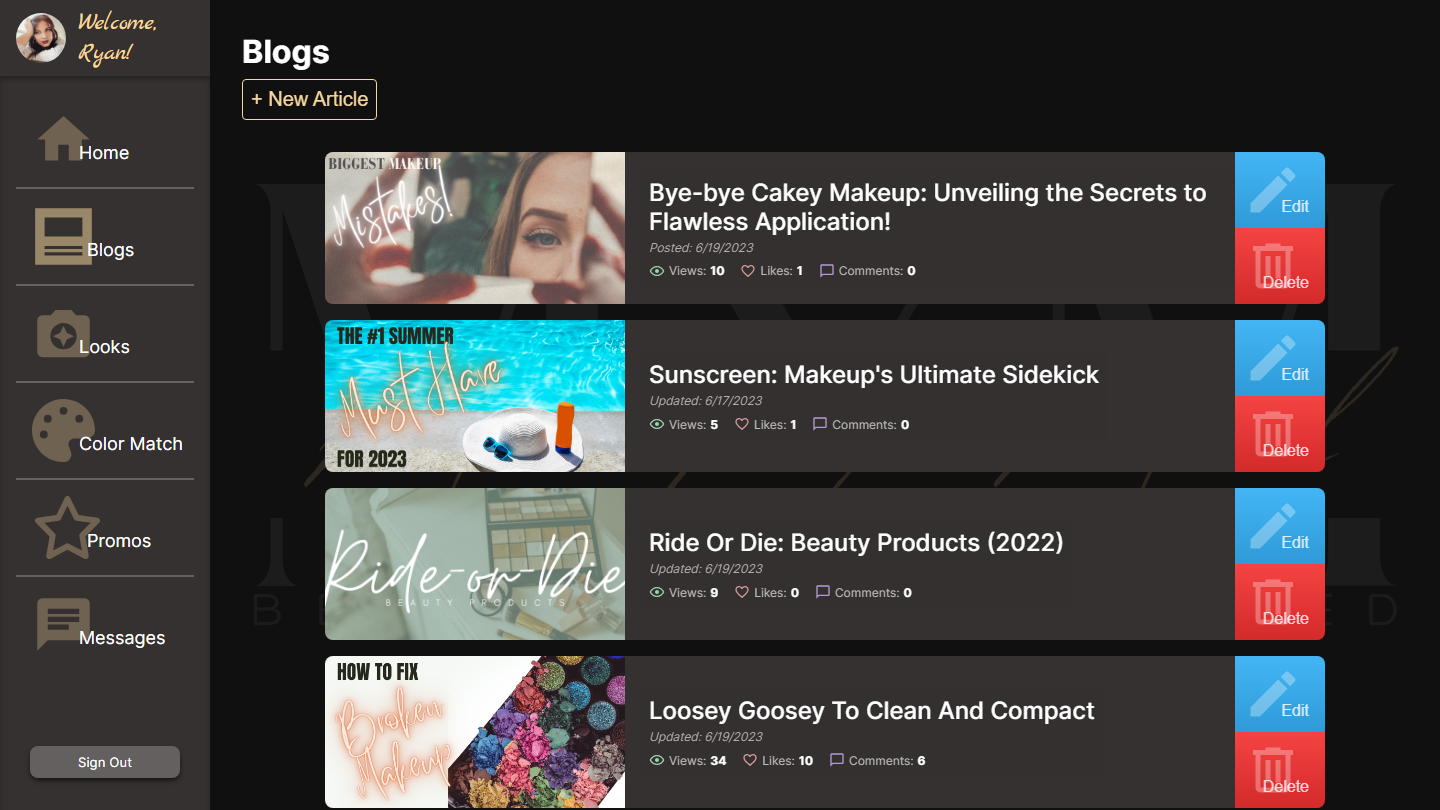 Welcome,
Ryan!
Home
Blogs
Looks
Color Match
Promos
Messages
Sign Out
Blogs
+ New Article
BIGGEST MAKEUP
Mistakes!
Bye-bye Cakey Makeup: Unveiling the Secrets to
Flawless Application!
Posted: 6/19/2023
Views: 10 Likes: 1 Comments: 0
Edit
Delete
THE #1 SUMMER
Must Have
FOR 2023
Sunscreen: Makeup's Ultimate Sidekick
Updated: 6/17/2023
Views: 5 Likes: 1 Comments: 0
Edit
Delete
Ride-or-Die
BEAUTY PRODUCTS
Ride Or Die: Beauty Products (2022)
Updated: 6/19/2023
Views: 9 Likes: 0 Comments: 0
Edit
Delete
HOW TO FIX
Broken
Makeup
Loosey Goosey To Clean And Compact
Updated: 6/19/2023
Views: 34 Likes: 10 Comments: 6
Edit
Delete